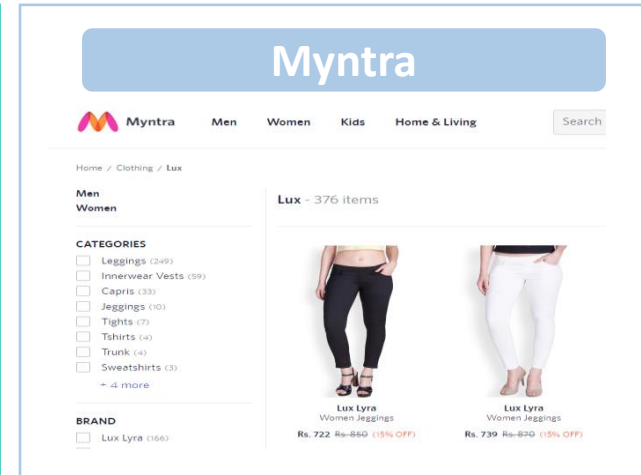 Myntra
Myntra Men Women Kids Home & Living Search
Home / Clothing / Lux
Men
Women
Lux - 376 items
CATEGORIES
Leggings (249)
Innerwear Vests (59)
Capris (33)
Jeggings (10)
Tights (7)
Tshirts (4)
Trunk (4)
Sweatshirts (3)
+ 4 more
BRAND
Lux Lyra (166)
Lux Lyra
Women Jeggings
Rs. 722 Rs. 850 (15% OFF)
Lux Lyra
Women Jeggings
Rs. 739 Rs. 870 (15% OFF)